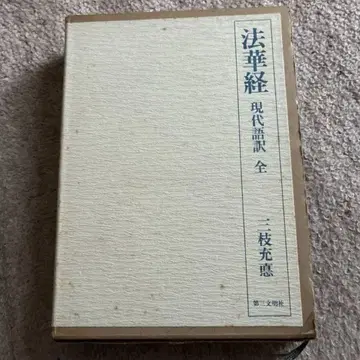 法華経
現代語訳 全
三枝充悳
第三文明社